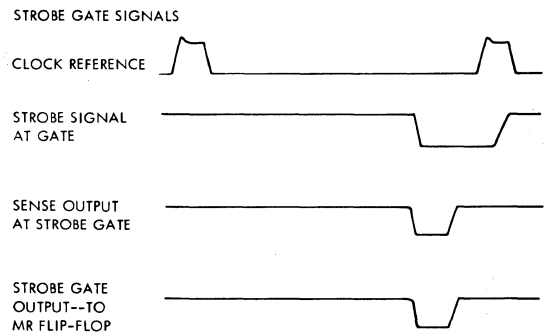 STROBE GATE SIGNALS
CLOCK REFERENCE
STROBE SIGNAL
AT GATE
SENSE OUTPUT
AT STROBE GATE
STROBE GATE
OUTPUT--TO
MR FLIP-FLOP